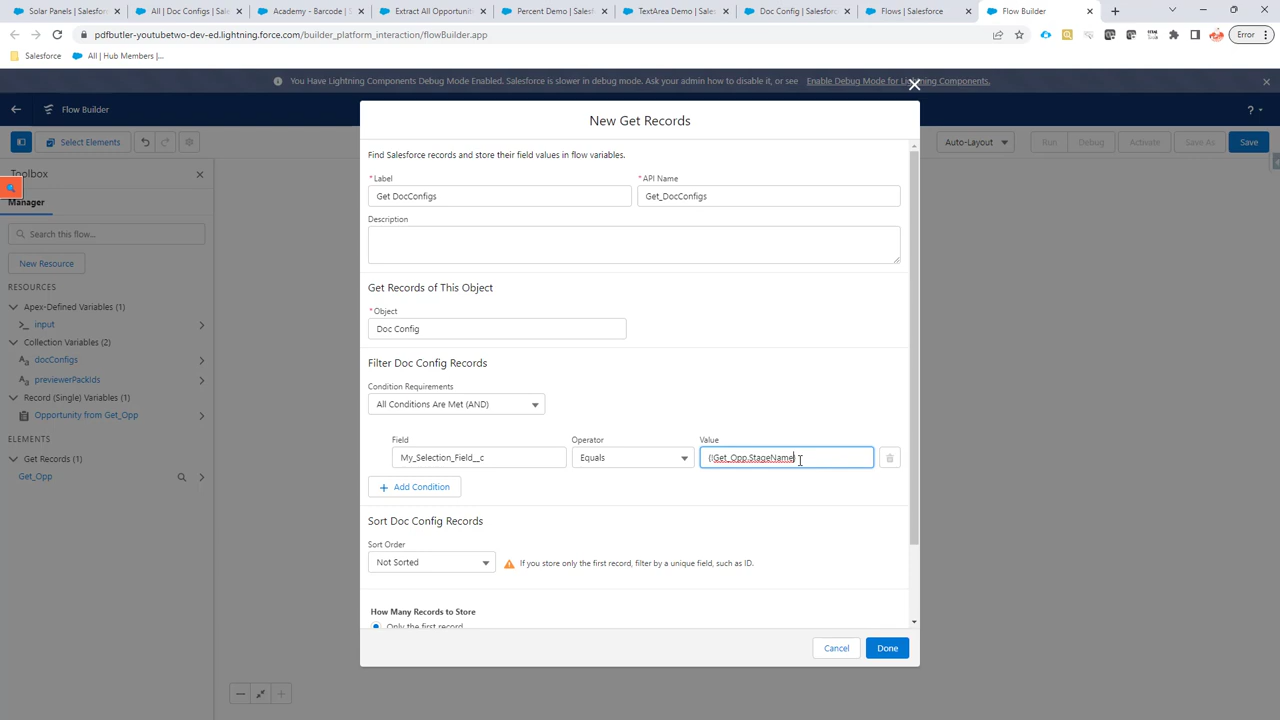 Solar Panels | Salesforc
All | Doc Configs | Sale
Academy - Barcode | S
Extract All Opportuniti
Percent Demo | Salesfo
TextArea Demo | Salesf
Doc Config | Salesforc
Flows | Salesforce
Flow Builder
pdfbutler-youtubetwo-dev-ed.lightning.force.com/builder_platform_interaction/flowBuilder.app
Error
Salesforce
All | Hub Members |...
You Have Lightning Components Debug Mode Enabled. Salesforce is slower in debug mode. Ask your admin how to disable it, or see Enable Debug Mode for Lightning Components.
Flow Builder
?
Select Elements
Auto-Layout
Run
Debug
Activate
Save As
Save
Toolbox
Manager
Search this flow...
New Resource
RESOURCES
Apex-Defined Variables (1)
input
Collection Variables (2)
docConfigs
previewerPackIds
Record (Single) Variables (1)
Opportunity from Get_Opp
ELEMENTS
Get Records (1)
Get_Opp
New Get Records
Find Salesforce records and store their field values in flow variables.
*Label
*API Name
Get DocConfigs
Get_DocConfigs
Description
Get Records of This Object
*Object
Doc Config
Filter Doc Config Records
Condition Requirements
All Conditions Are Met (AND)
Field
Operator
Value
My_Selection_Field__c
Equals
{!Get_Opp.StageName}
Add Condition
Sort Doc Config Records
Sort Order
Not Sorted
If you store only the first record, filter by a unique field, such as ID.
How Many Records to Store
Only the first record
Cancel
Done